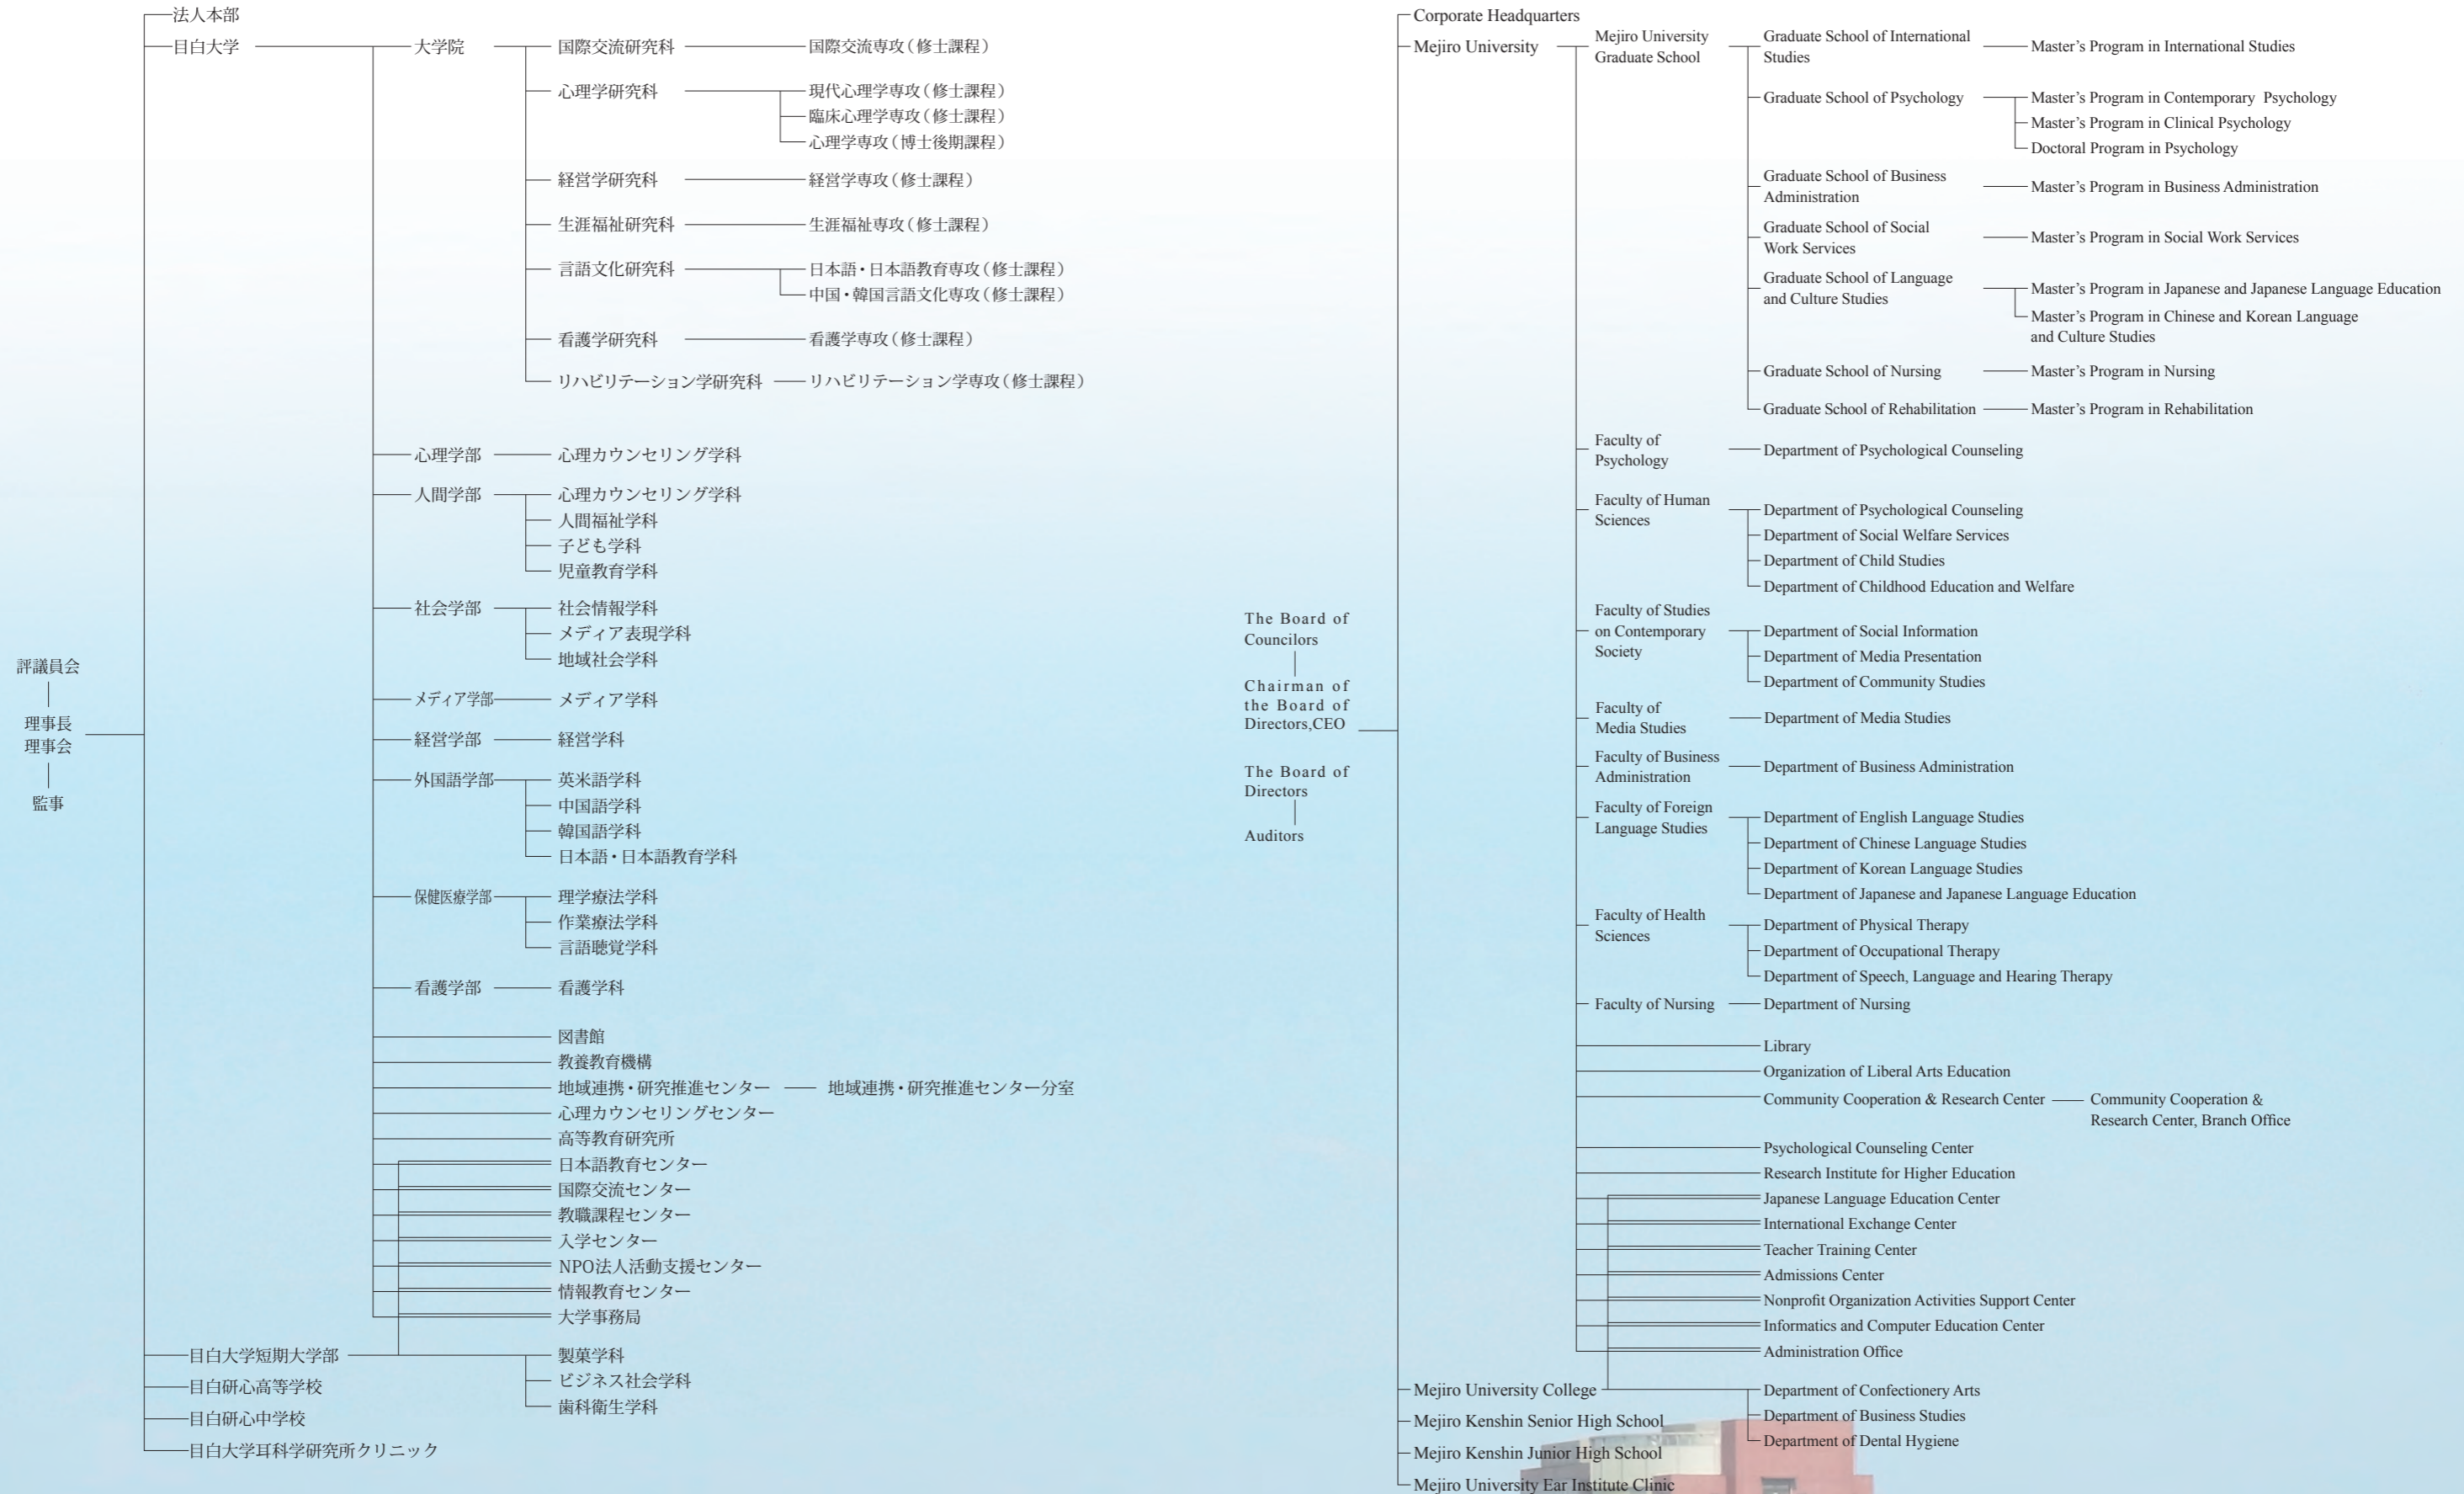 評議員会
理事長
理事会
監事
法人本部
目白大学
大学院
国際交流研究科
国際交流専攻（修士課程）
心理学研究科
現代心理学専攻（修士課程）
臨床心理学専攻（修士課程）
心理学専攻（博士後期課程）
経営学研究科
経営学専攻（修士課程）
生涯福祉研究科
生涯福祉専攻（修士課程）
言語文化研究科
日本語・日本語教育専攻（修士課程）
中国・韓国言語文化専攻（修士課程）
看護学研究科
看護学専攻（修士課程）
リハビリテーション学研究科
リハビリテーション学専攻（修士課程）
心理学部
心理カウンセリング学科
人間学部
心理カウンセリング学科
人間福祉学科
子ども学科
児童教育学科
社会学部
社会情報学科
メディア表現学科
地域社会学科
メディア学部
メディア学科
経営学部
経営学科
外国語学部
英米語学科
中国語学科
韓国語学科
日本語・日本語教育学科
保健医療学部
理学療法学科
作業療法学科
言語聴覚学科
看護学部
看護学科
図書館
教養教育機構
地域連携・研究推進センター
地域連携・研究推進センター分室
心理カウンセリングセンター
高等教育研究所
日本語教育センター
国際交流センター
教職課程センター
入学センター
NPO法人活動支援センター
情報教育センター
大学事務局
目白大学短期大学部
製菓学科
ビジネス社会学科
歯科衛生学科
目白研心高等学校
目白研心中学校
目白大学耳科学研究所クリニック
The Board of
Councilors
Chairman of
the Board of
Directors,CEO
The Board of
Directors
Auditors
Corporate Headquarters
Mejiro University
Mejiro University
Graduate School
Graduate School of International
Studies
Master's Program in International Studies
Graduate School of Psychology
Master's Program in Contemporary Psychology
Master's Program in Clinical Psychology
Doctoral Program in Psychology
Graduate School of Business
Administration
Master's Program in Business Administration
Graduate School of Social
Work Services
Master's Program in Social Work Services
Graduate School of Language
and Culture Studies
Master's Program in Japanese and Japanese Language Education
Master's Program in Chinese and Korean Language
and Culture Studies
Graduate School of Nursing
Master's Program in Nursing
Graduate School of Rehabilitation
Master's Program in Rehabilitation
Faculty of
Psychology
Department of Psychological Counseling
Faculty of Human
Sciences
Department of Psychological Counseling
Department of Social Welfare Services
Department of Child Studies
Department of Childhood Education and Welfare
Faculty of Studies
on Contemporary
Society
Department of Social Information
Department of Media Presentation
Department of Community Studies
Faculty of
Media Studies
Department of Media Studies
Faculty of Business
Administration
Department of Business Administration
Faculty of Foreign
Language Studies
Department of English Language Studies
Department of Chinese Language Studies
Department of Korean Language Studies
Department of Japanese and Japanese Language Education
Faculty of Health
Sciences
Department of Physical Therapy
Department of Occupational Therapy
Department of Speech, Language and Hearing Therapy
Faculty of Nursing
Department of Nursing
Library
Organization of Liberal Arts Education
Community Cooperation & Research Center
Community Cooperation &
Research Center, Branch Office
Psychological Counseling Center
Research Institute for Higher Education
Japanese Language Education Center
International Exchange Center
Teacher Training Center
Admissions Center
Nonprofit Organization Activities Support Center
Informatics and Computer Education Center
Administration Office
Mejiro University College
Department of Confectionery Arts
Department of Business Studies
Department of Dental Hygiene
Mejiro Kenshin Senior High School
Mejiro Kenshin Junior High School
Mejiro University Ear Institute Clinic